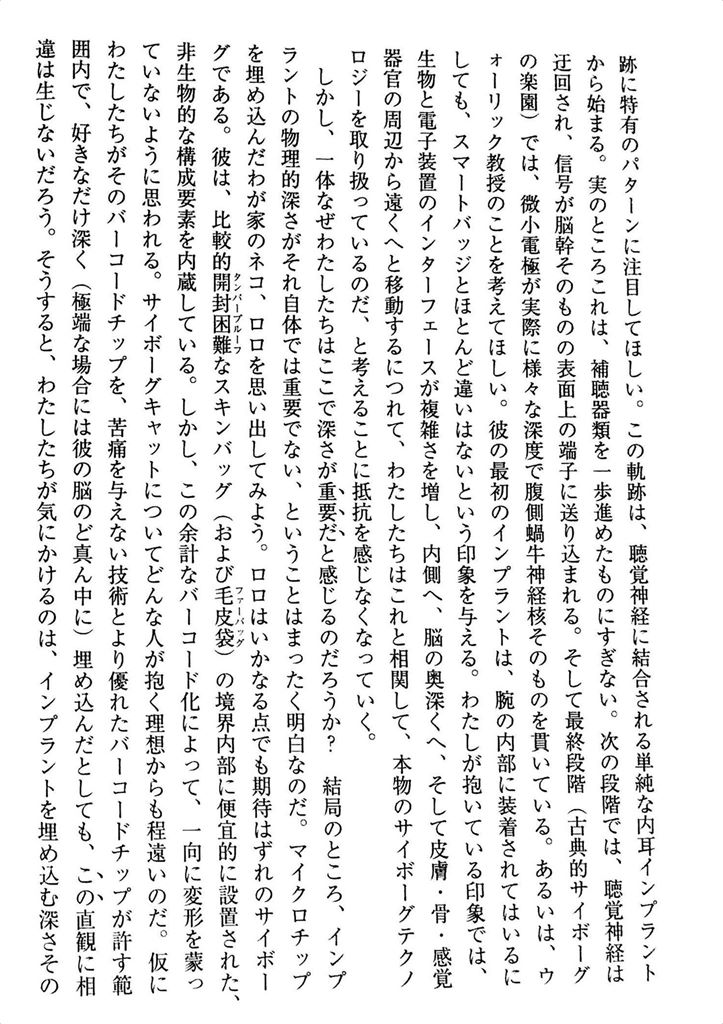 跡に特有のパターンに注目してほしい。この軌跡は、聴覚神経に結合される単純な内耳インプラント
から始まる。実のところこれは、補聴器類を一歩進めたものにすぎない。次の段階では、聴覚神経は
迂回され、信号が脳幹そのものの表面上の端子に送り込まれる。そして最終段階（古典的サイボーグ
の楽園）では、微小電極が実際に様々な深度で腹側蝸牛神経核そのものを貫いている。あるいは、ウ
ォーリック教授のことを考えてほしい。彼の最初のインプラントは、腕の内部に装着されてはいるに
しても、スマートバッジとほとんど違いはないという印象を与える。わたしが抱いている印象では、
生物と電子装置のインターフェースが複雑さを増し、内側へ、脳の奥深くへ、そして皮膚・骨・感覚
器官の周辺から遠くへと移動するにつれて、わたしたちはこれと相関して、本物のサイボーグテクノ
ロジーを取り扱っているのだ、と考えることに抵抗を感じなくなっていく。
しかし、一体なぜわたしたちはここで深さが重要だと感じるのだろうか？　結局のところ、インプ
ラントの物理的深さがそれ自体では重要でない、ということはまったく明白なのだ。マイクロチップ
を埋め込んだわが家のネコ、ロロを思い出してみよう。ロロはいかなる点でも期待はずれのサイボー
グである。彼は、比較的開封困難タンパープルーフなスキンバッグ（および毛皮袋ファーバッグ）の境界内部に便宜的に設置された、
非生物的な構成要素を内蔵している。しかし、この余計なバーコード化によって、一向に変形を蒙っ
ていないように思われる。サイボーグキャットについてどんな人が抱く理想からも程遠いのだ。仮に
わたしたちがそのバーコードチップを、苦痛を与えない技術とより優れたバーコードチップが許す範
囲内で、好きなだけ深く（極端な場合には彼の脳のど真ん中に）埋め込んだとしても、この直観に相
違は生じないだろう。そうすると、わたしたちが気にかけるのは、インプラントを埋め込む深さその